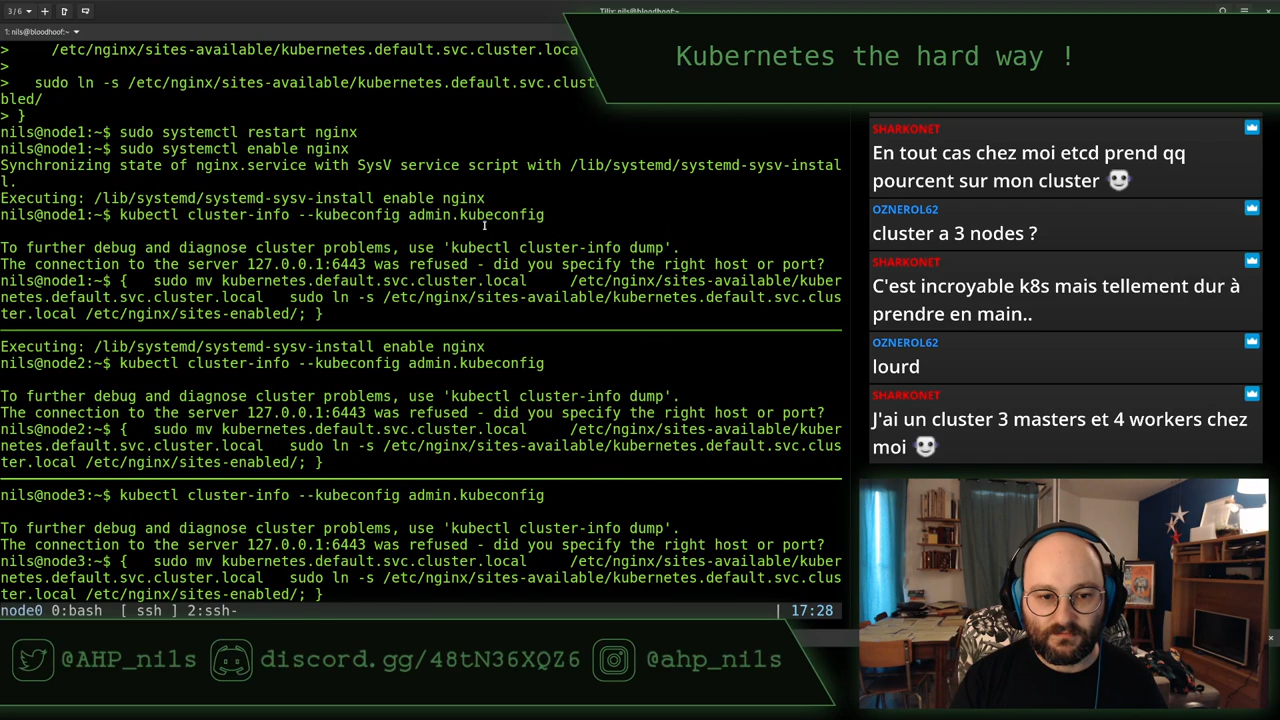 3/6
Tilix: nils@bloodhoof:~
1: nils@bloodhoof:~
>     /etc/nginx/sites-available/kubernetes.default.svc.cluster.loca
>
>   sudo ln -s /etc/nginx/sites-available/kubernetes.default.svc.clust
bled/
> }
nils@node1:~$ sudo systemctl restart nginx
nils@node1:~$ sudo systemctl enable nginx
Synchronizing state of nginx.service with SysV service script with /lib/systemd/systemd-sysv-instal
l.
Executing: /lib/systemd/systemd-sysv-install enable nginx
nils@node1:~$ kubectl cluster-info --kubeconfig admin.kubeconfig
To further debug and diagnose cluster problems, use 'kubectl cluster-info dump'.
The connection to the server 127.0.0.1:6443 was refused - did you specify the right host or port?
nils@node1:~$ {   sudo mv kubernetes.default.svc.cluster.local     /etc/nginx/sites-available/kuber
netes.default.svc.cluster.local   sudo ln -s /etc/nginx/sites-available/kubernetes.default.svc.clus
ter.local /etc/nginx/sites-enabled/; }
Executing: /lib/systemd/systemd-sysv-install enable nginx
nils@node2:~$ kubectl cluster-info --kubeconfig admin.kubeconfig
To further debug and diagnose cluster problems, use 'kubectl cluster-info dump'.
The connection to the server 127.0.0.1:6443 was refused - did you specify the right host or port?
nils@node2:~$ {   sudo mv kubernetes.default.svc.cluster.local     /etc/nginx/sites-available/kuber
netes.default.svc.cluster.local   sudo ln -s /etc/nginx/sites-available/kubernetes.default.svc.clus
ter.local /etc/nginx/sites-enabled/; }
nils@node3:~$ kubectl cluster-info --kubeconfig admin.kubeconfig
To further debug and diagnose cluster problems, use 'kubectl cluster-info dump'.
The connection to the server 127.0.0.1:6443 was refused - did you specify the right host or port?
nils@node3:~$ {   sudo mv kubernetes.default.svc.cluster.local     /etc/nginx/sites-available/kuber
netes.default.svc.cluster.local   sudo ln -s /etc/nginx/sites-available/kubernetes.default.svc.clus
ter.local /etc/nginx/sites-enabled/; }
node0 0:bash  [ ssh ] 2:ssh- | 17:28
Kubernetes the hard way !
SHARKONET
En tout cas chez moi etcd prend qq
pourcent sur mon cluster
OZNEROL62
cluster a 3 nodes ?
SHARKONET
C'est incroyable k8s mais tellement dur à
prendre en main..
OZNEROL62
lourd
SHARKONET
J'ai un cluster 3 masters et 4 workers chez
moi
@AHP_nils discord.gg/48tN36XQZ6 @ahp_nils